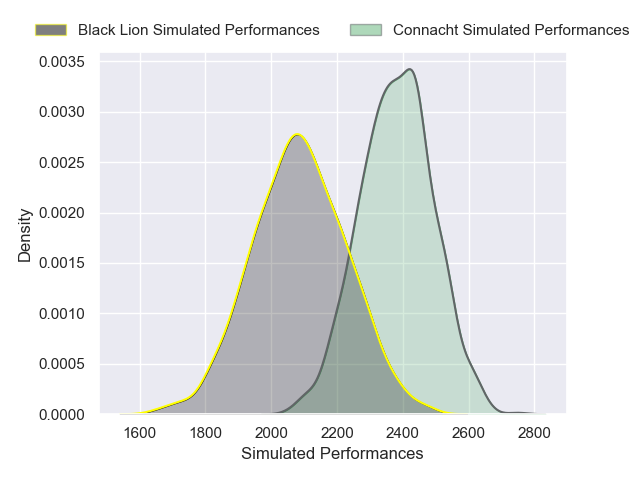 Black Lion Simulated Performances Connacht Simulated Performances
0.0035
0.0030
0.0025
0.0020
0.0015
0.0010
0.0005
0.0000
Density
1600 1800 2000 2200 2400 2600 2800
Simulated Performances